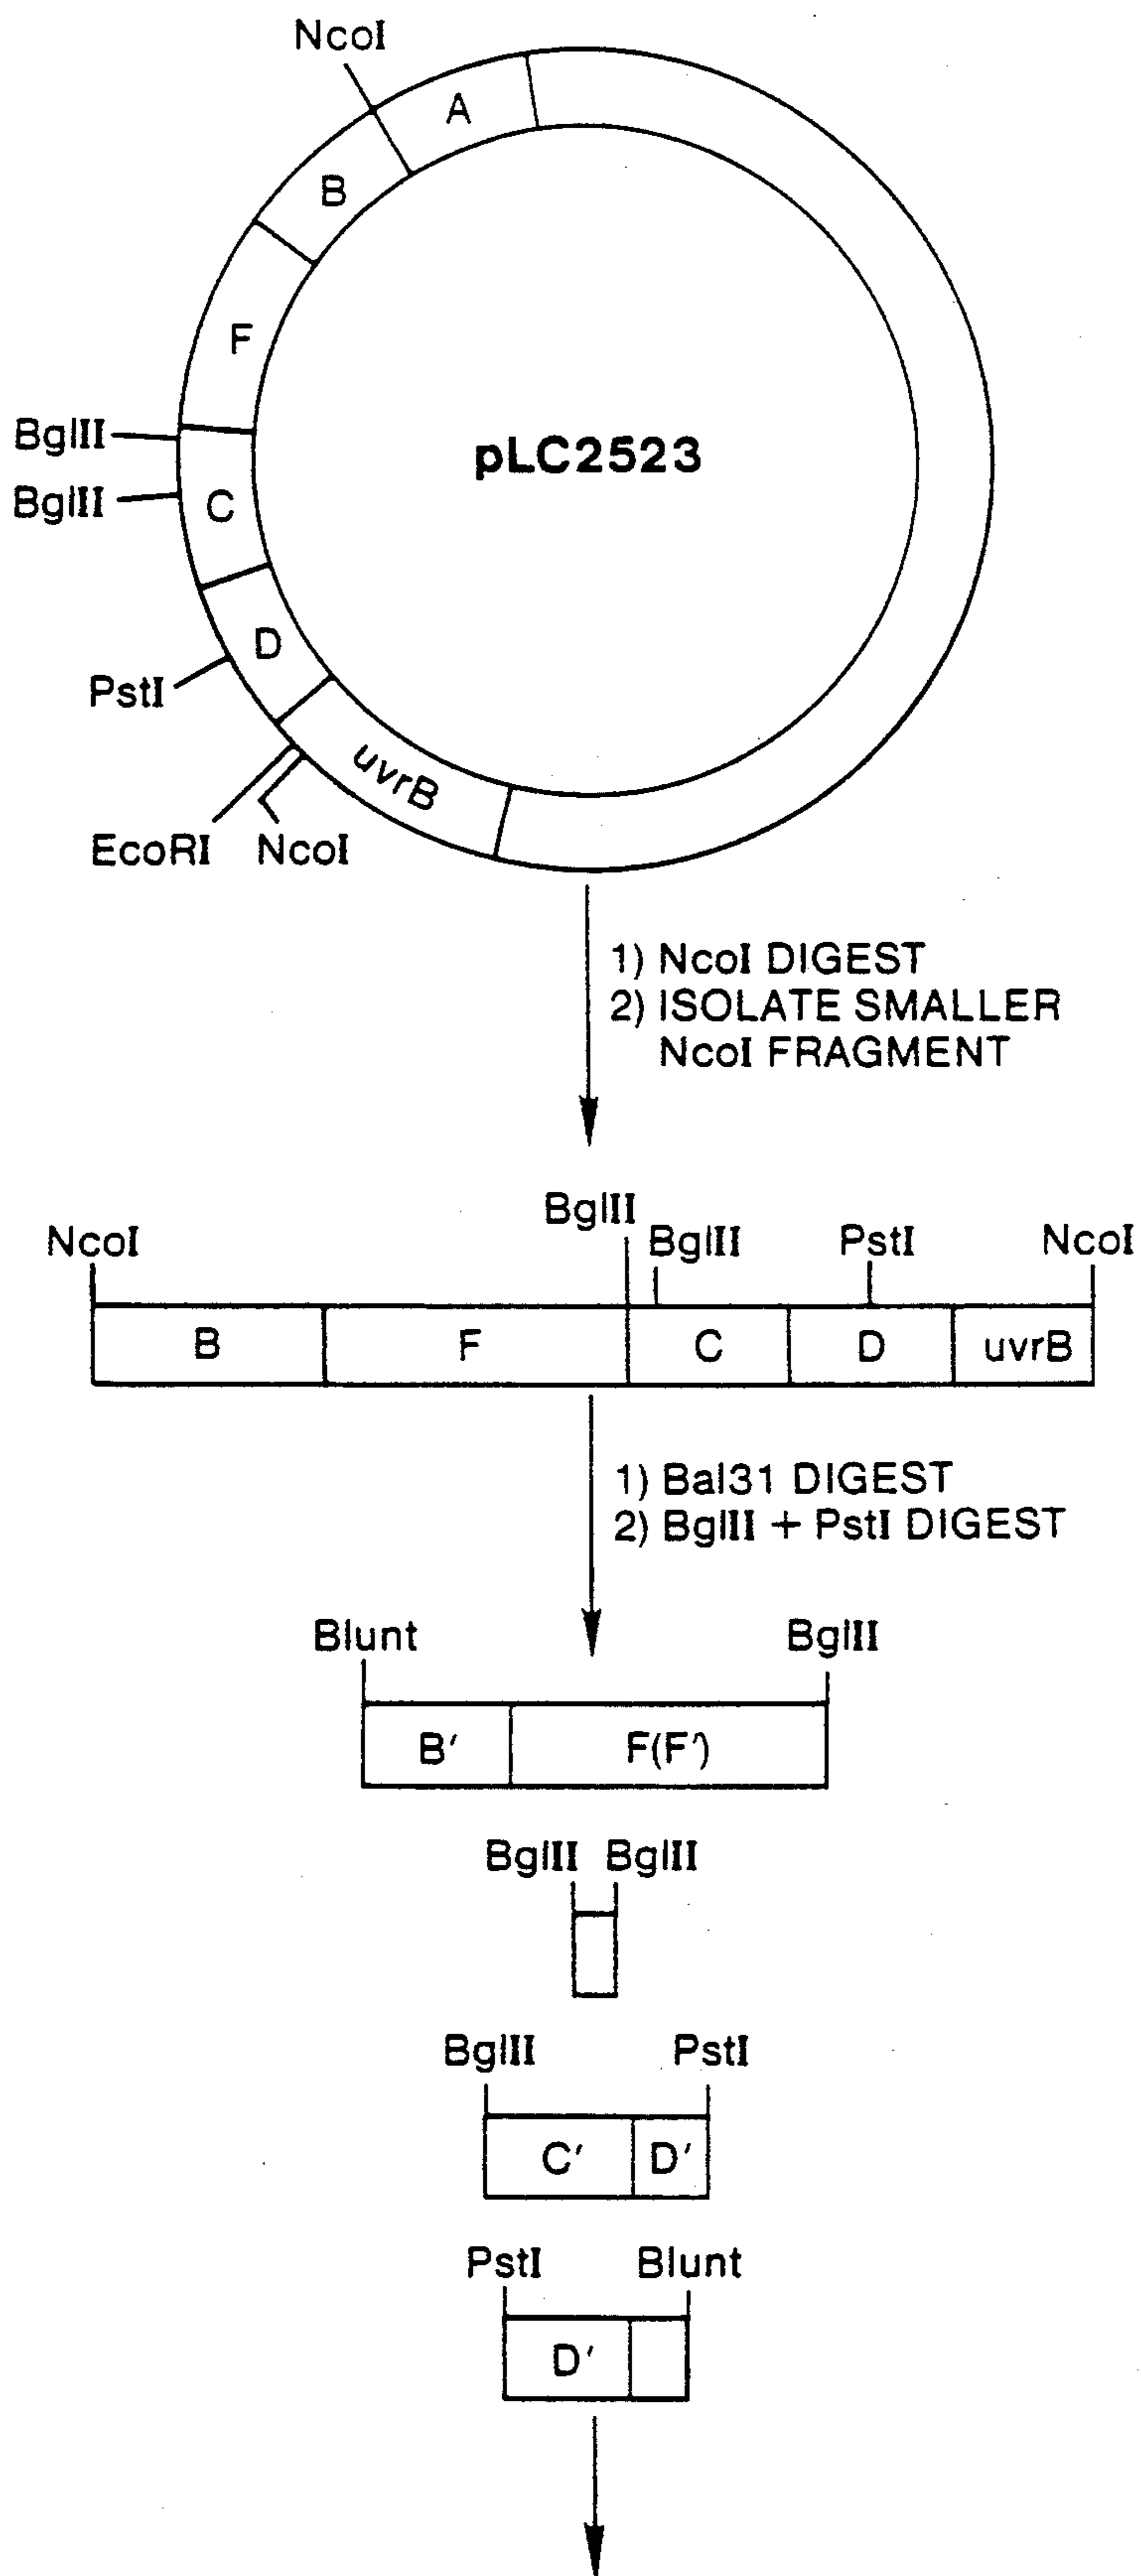 NcoI
A
B
F
BglII
pLC2523
BglII
C
D
PstI
uvrB
EcoRI NcoI
1) NcoI DIGEST
2) ISOLATE SMALLER
NcoI FRAGMENT
BglII
NcoI BglII PstI NcoI
B F C D uvrB
1) Bal31 DIGEST
2) BglII + PstI DIGEST
Blunt BglII
B′ F(F′)
BglII BglII
BglII PstI
C′ D′
PstI Blunt
D′